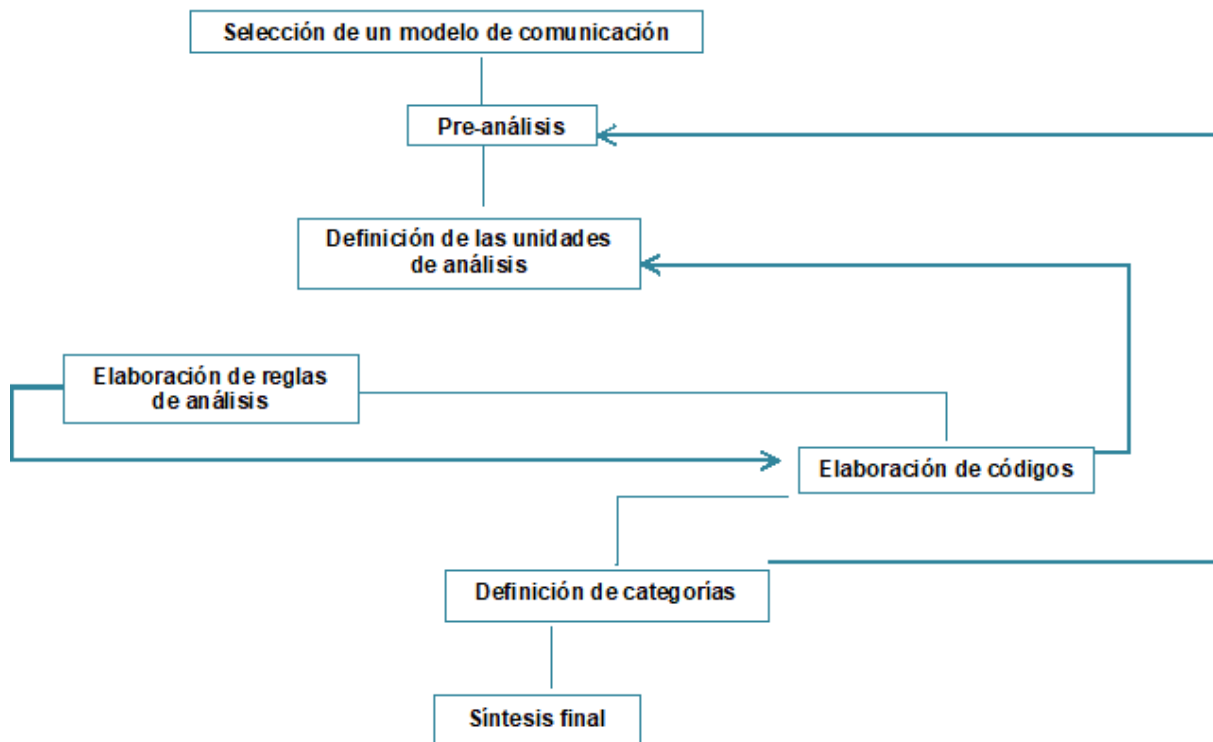 Selección de un modelo de comunicación
Pre-análisis
Definición de las unidades
de análisis
Elaboración de reglas
de análisis
Elaboración de códigos
Definición de categorías
Síntesis final